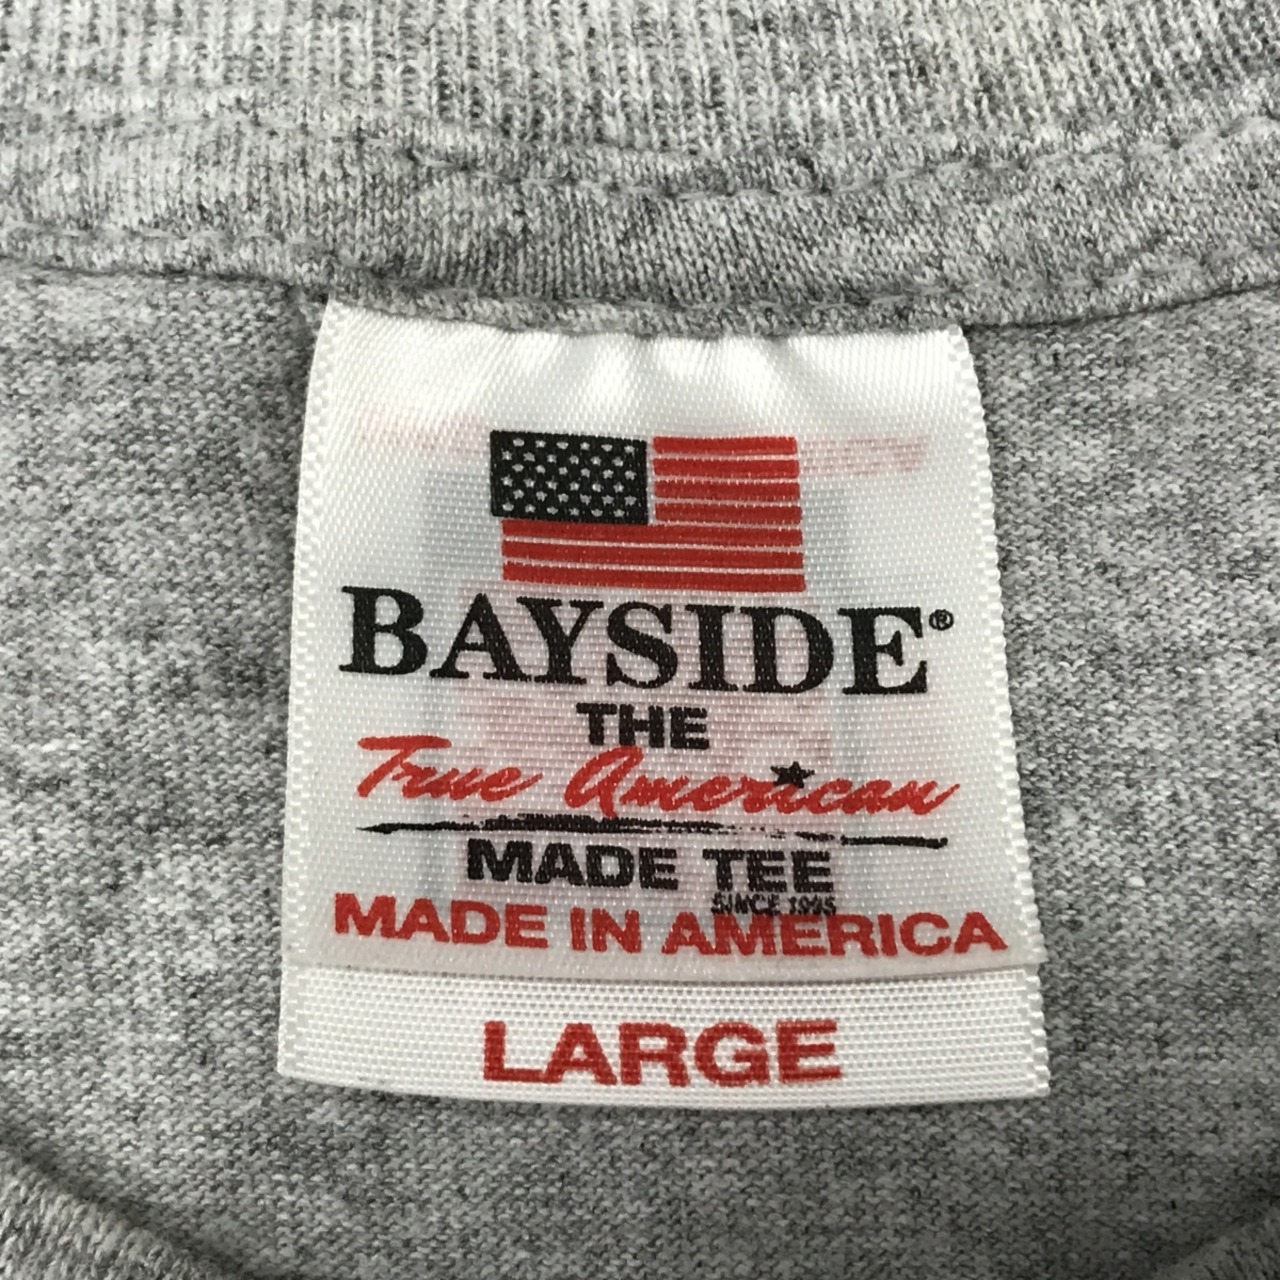 BAYSIDE®
THE
True American
MADE TEE
SINCE 1995
MADE IN AMERICA
LARGE